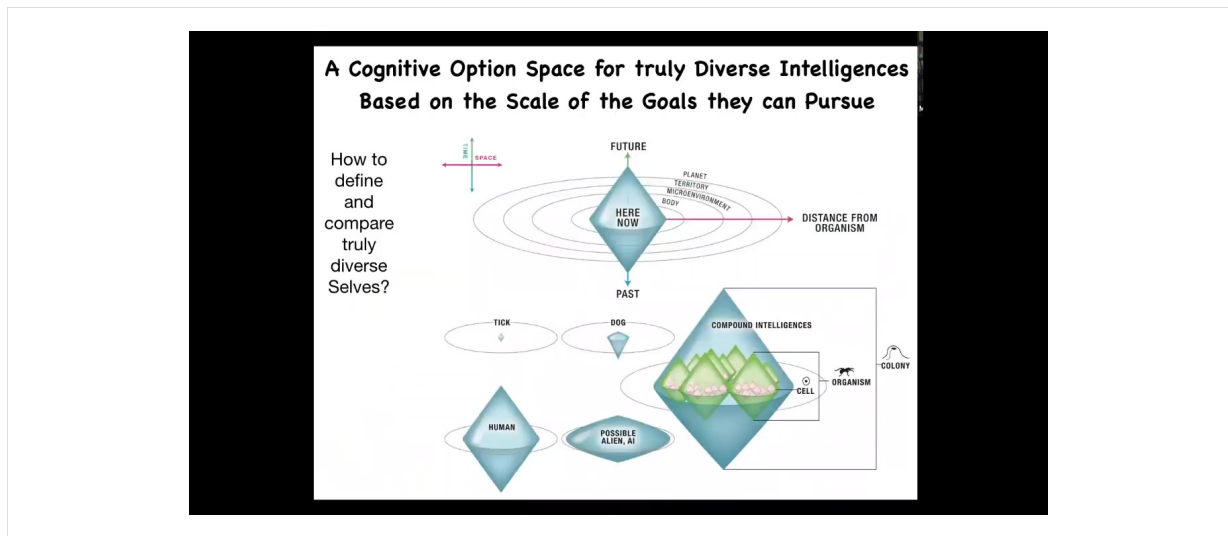 A Cognitive Option Space for truly Diverse Intelligences
Based on the Scale of the Goals they can Pursue
How to
define
and
compare
truly
diverse
Selves?
TIME
SPACE
FUTURE
PLANET
TERRITORY
MICROENVIRONMENT
BODY
HERE
NOW
DISTANCE FROM
ORGANISM
PAST
TICK
DOG
COMPOUND INTELLIGENCES
COLONY
ORGANISM
CELL
HUMAN
POSSIBLE
ALIEN, AI